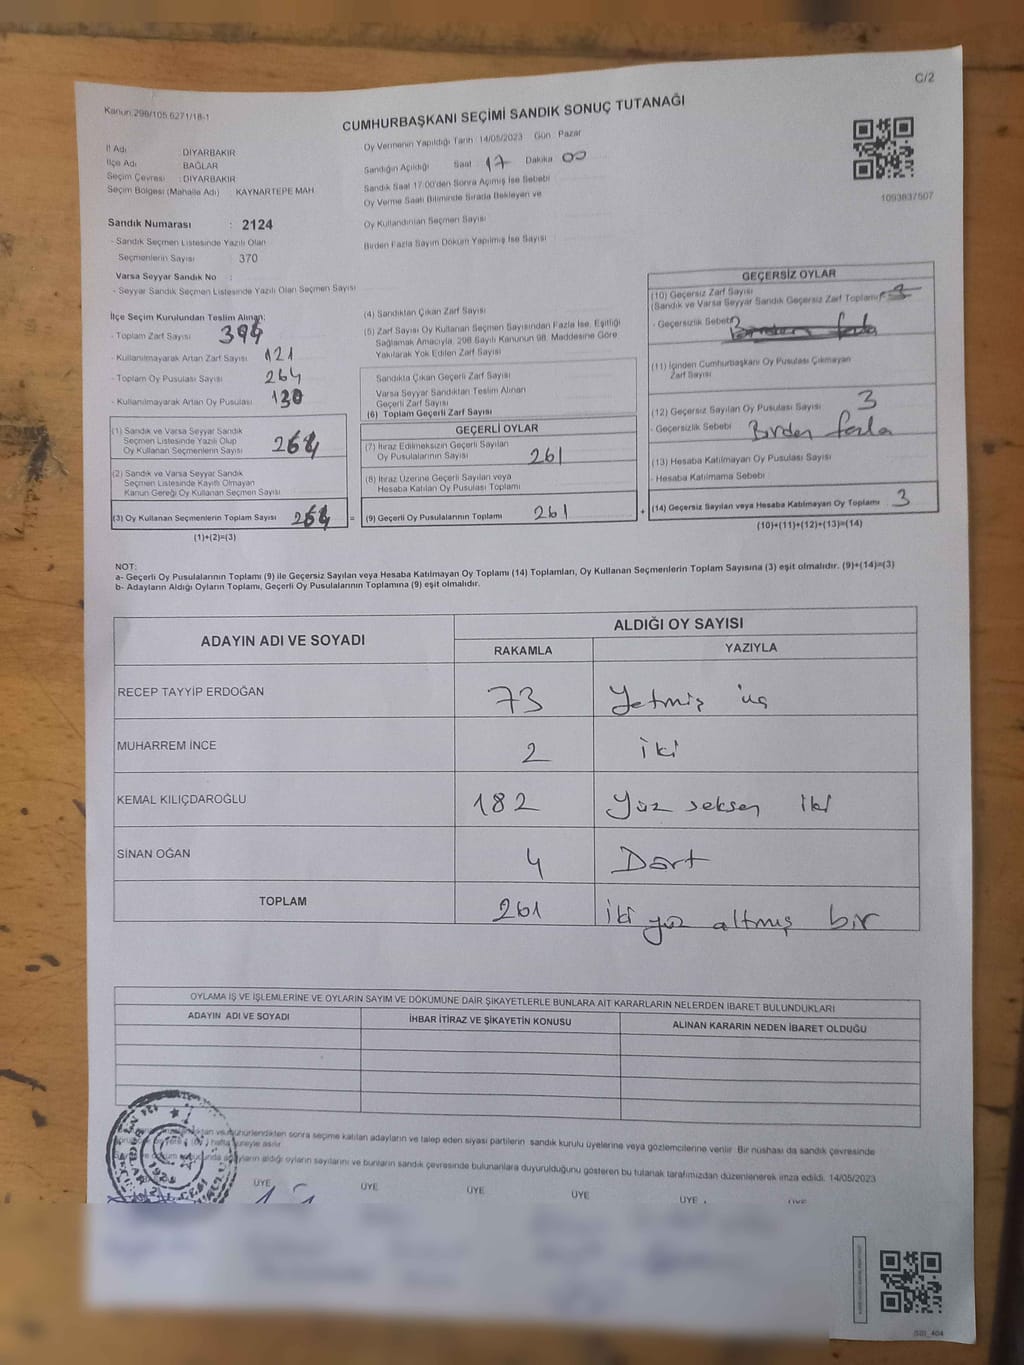 C/2
Kanun:298/105 6271/18-1
CUMHURBAŞKANI SEÇİMİ SANDIK SONUÇ TUTANAĞI
İl Adı : DİYARBAKIR
İlçe Adı : BAĞLAR
Seçim Çevresi : DİYARBAKIR
Seçim Bölgesi (Mahalle Adı) : KAYNARTEPE MAH.
Oy Vermenin Yapıldığı Tarih : 14/05/2023 Gün : Pazar
Sandığın Açıldığı Saat 17 Dakika 00
Sandık Saat 17:00'den Sonra Açılmış İse Sebebi
Oy Verme Saati Bitiminde Sırada Bekleyen ve
Oy Kullandırılan Seçmen Sayısı
Birden Fazla Sayım Döküm Yapılmış İse Sayısı
1093837507
Sandık Numarası : 2124
- Sandık Seçmen Listesinde Yazılı Olan
Seçmenlerin Sayısı : 370
Varsa Seyyar Sandık No :
- Seyyar Sandık Seçmen Listesinde Yazılı Olan Seçmen Sayısı
İlçe Seçim Kurulundan Teslim Alınan:
- Toplam Zarf Sayısı 394
- Kullanılmayarak Artan Zarf Sayısı 121
- Toplam Oy Pusulası Sayısı 264
- Kullanılmayarak Artan Oy Pusulası 130
(1) Sandık ve Varsa Seyyar Sandık
Seçmen Listesinde Yazılı Olup
Oy Kullanan Seçmenlerin Sayısı 264
(2) Sandık ve Varsa Seyyar Sandık
Seçmen Listesinde Kayıtlı Olmayan
Kanun Gereği Oy Kullanan Seçmen Sayısı
(3) Oy Kullanan Seçmenlerin Toplam Sayısı 264 =
(1)+(2)=(3)
(4) Sandıktan Çıkan Zarf Sayısı
(5) Zarf Sayısı Oy Kullanan Seçmen Sayısından Fazla İse, Eşitliği
Sağlamak Amacıyla, 298 Sayılı Kanunun 98. Maddesine Göre
Yakılarak Yok Edilen Zarf Sayısı
Sandıkta Çıkan Geçerli Zarf Sayısı
Varsa Seyyar Sandıktan Teslim Alınan
Geçerli Zarf Sayısı
(6) Toplam Geçerli Zarf Sayısı
GEÇERLİ OYLAR
(7) İtiraz Edilmeksizin Geçerli Sayılan
Oy Pusulalarının Sayısı 261
(8) İtiraz Üzerine Geçerli Sayılan veya
Hesaba Katılan Oy Pusulası Toplamı
(9) Geçerli Oy Pusulalarının Toplamı 261 +
GEÇERSİZ OYLAR
(10) Geçersiz Zarf Sayısı
(Sandık ve Varsa Seyyar Sandık Geçersiz Zarf Toplamı) 3
- Geçersizlik Sebebi Birden fazla
(11) İçinden Cumhurbaşkanı Oy Pusulası Çıkmayan
Zarf Sayısı
(12) Geçersiz Sayılan Oy Pusulası Sayısı 3
- Geçersizlik Sebebi Birden fazla
(13) Hesaba Katılmayan Oy Pusulası Sayısı
- Hesaba Katılmama Sebebi
(14) Geçersiz Sayılan veya Hesaba Katılmayan Oy Toplamı 3
(10)+(11)+(12)+(13)=(14)
NOT:
a- Geçerli Oy Pusulalarının Toplamı (9) ile Geçersiz Sayılan veya Hesaba Katılmayan Oy Toplamı (14) Toplamları, Oy Kullanan Seçmenlerin Toplam Sayısına (3) eşit olmalıdır. (9)+(14)=(3)
b- Adayların Aldığı Oyların Toplamı, Geçerli Oy Pusulalarının Toplamına (9) eşit olmalıdır.
ADAYIN ADI VE SOYADI
ALDIĞI OY SAYISI
RAKAMLA YAZIYLA
RECEP TAYYİP ERDOĞAN 73 Yetmiş üç
MUHARREM İNCE 2 iki
KEMAL KILIÇDAROĞLU 182 Yüz seksen iki
SİNAN OĞAN 4 Dört
TOPLAM 261 iki yüz altmış bir
OYLAMA İŞ VE İŞLEMLERİNE VE OYLARIN SAYIM VE DÖKÜMÜNE DAİR ŞİKAYETLERLE BUNLARA AİT KARARLARIN NELERDEN İBARET BULUNDUKLARI
ADAYIN ADI VE SOYADI İHBAR İTİRAZ VE ŞİKAYETİN KONUSU ALINAN KARARIN NEDEN İBARET OLDUĞU
sonra seçime katılan adayların ve talep eden siyasi partilerin sandık kurulu üyelerine veya gözlemcilerine verilir. Bir nüshası da sandık çevresinde
hafta süreyle asılır.
aldığı oyların sayılarını ve bunların sandık çevresinde bulunanlara duyurulduğunu gösteren bu tutanak tarafımızdan düzenlenerek imza edildi. 14/05/2023
ÜYE ÜYE ÜYE ÜYE ÜYE ÜYE